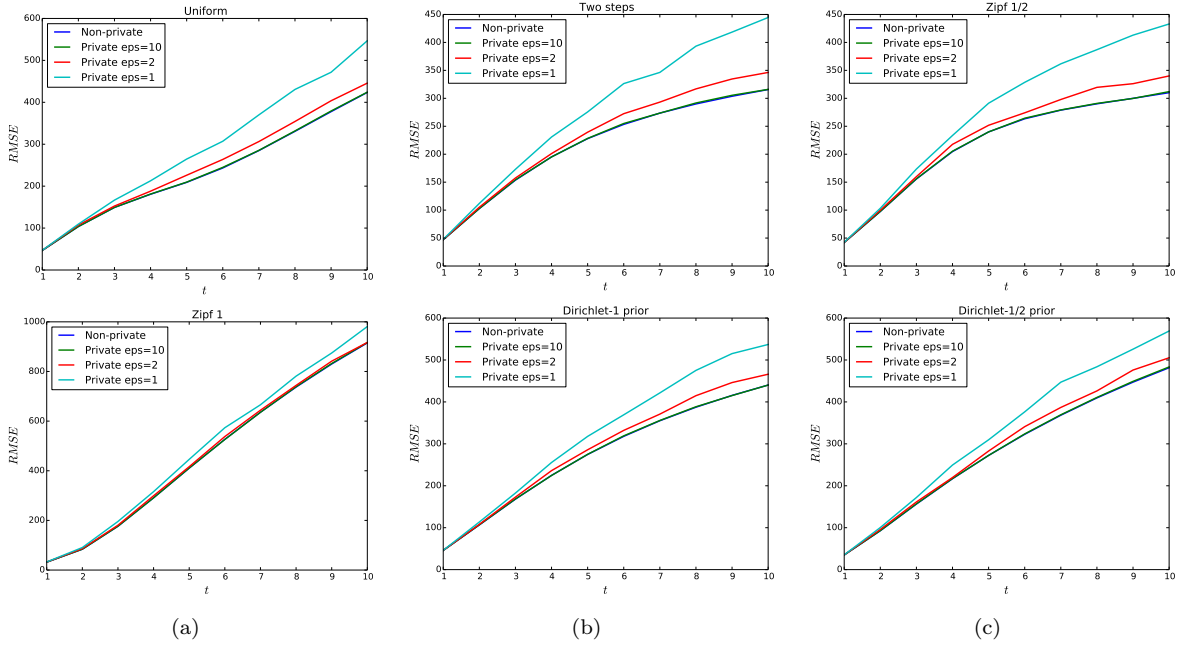 Uniform
600
500
400
300
200
100
0
RMSE
Non-private
Private eps=10
Private eps=2
Private eps=1
1 2 3 4 5 6 7 8 9 10
t
Two steps
450
400
350
300
250
200
150
100
50
0
RMSE
Non-private
Private eps=10
Private eps=2
Private eps=1
1 2 3 4 5 6 7 8 9 10
t
Zipf 1/2
450
400
350
300
250
200
150
100
50
0
RMSE
Non-private
Private eps=10
Private eps=2
Private eps=1
1 2 3 4 5 6 7 8 9 10
t
Zipf 1
1000
800
600
400
200
0
RMSE
Non-private
Private eps=10
Private eps=2
Private eps=1
1 2 3 4 5 6 7 8 9 10
t
Dirichlet-1 prior
600
500
400
300
200
100
0
RMSE
Non-private
Private eps=10
Private eps=2
Private eps=1
1 2 3 4 5 6 7 8 9 10
t
Dirichlet-1/2 prior
600
500
400
300
200
100
0
RMSE
Non-private
Private eps=10
Private eps=2
Private eps=1
1 2 3 4 5 6 7 8 9 10
t
(a)
(b)
(c)